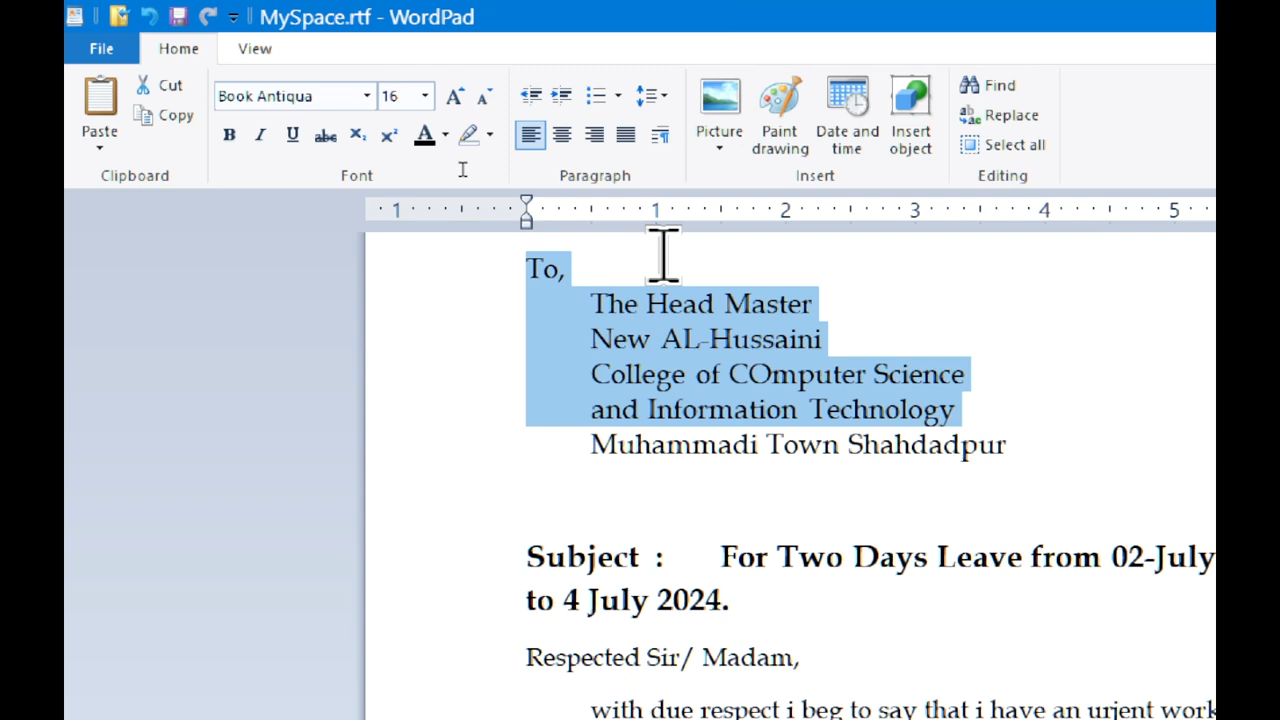 MySpace.rtf - WordPad
File Home View
Paste
Cut
Copy
Clipboard
Book Antiqua 16
B I U abc X₂ X² A
Font
Paragraph
Picture
Paint drawing
Date and time
Insert object
Insert
Find
Replace
Select all
Editing
1 1 2 3 4 5
To,
The Head Master
New AL-Hussaini
College of COmputer Science
and Information Technology
Muhammadi Town Shahdadpur
Subject : For Two Days Leave from 02-July
to 4 July 2024.
Respected Sir/ Madam,
with due respect i beg to say that i have an urjent work